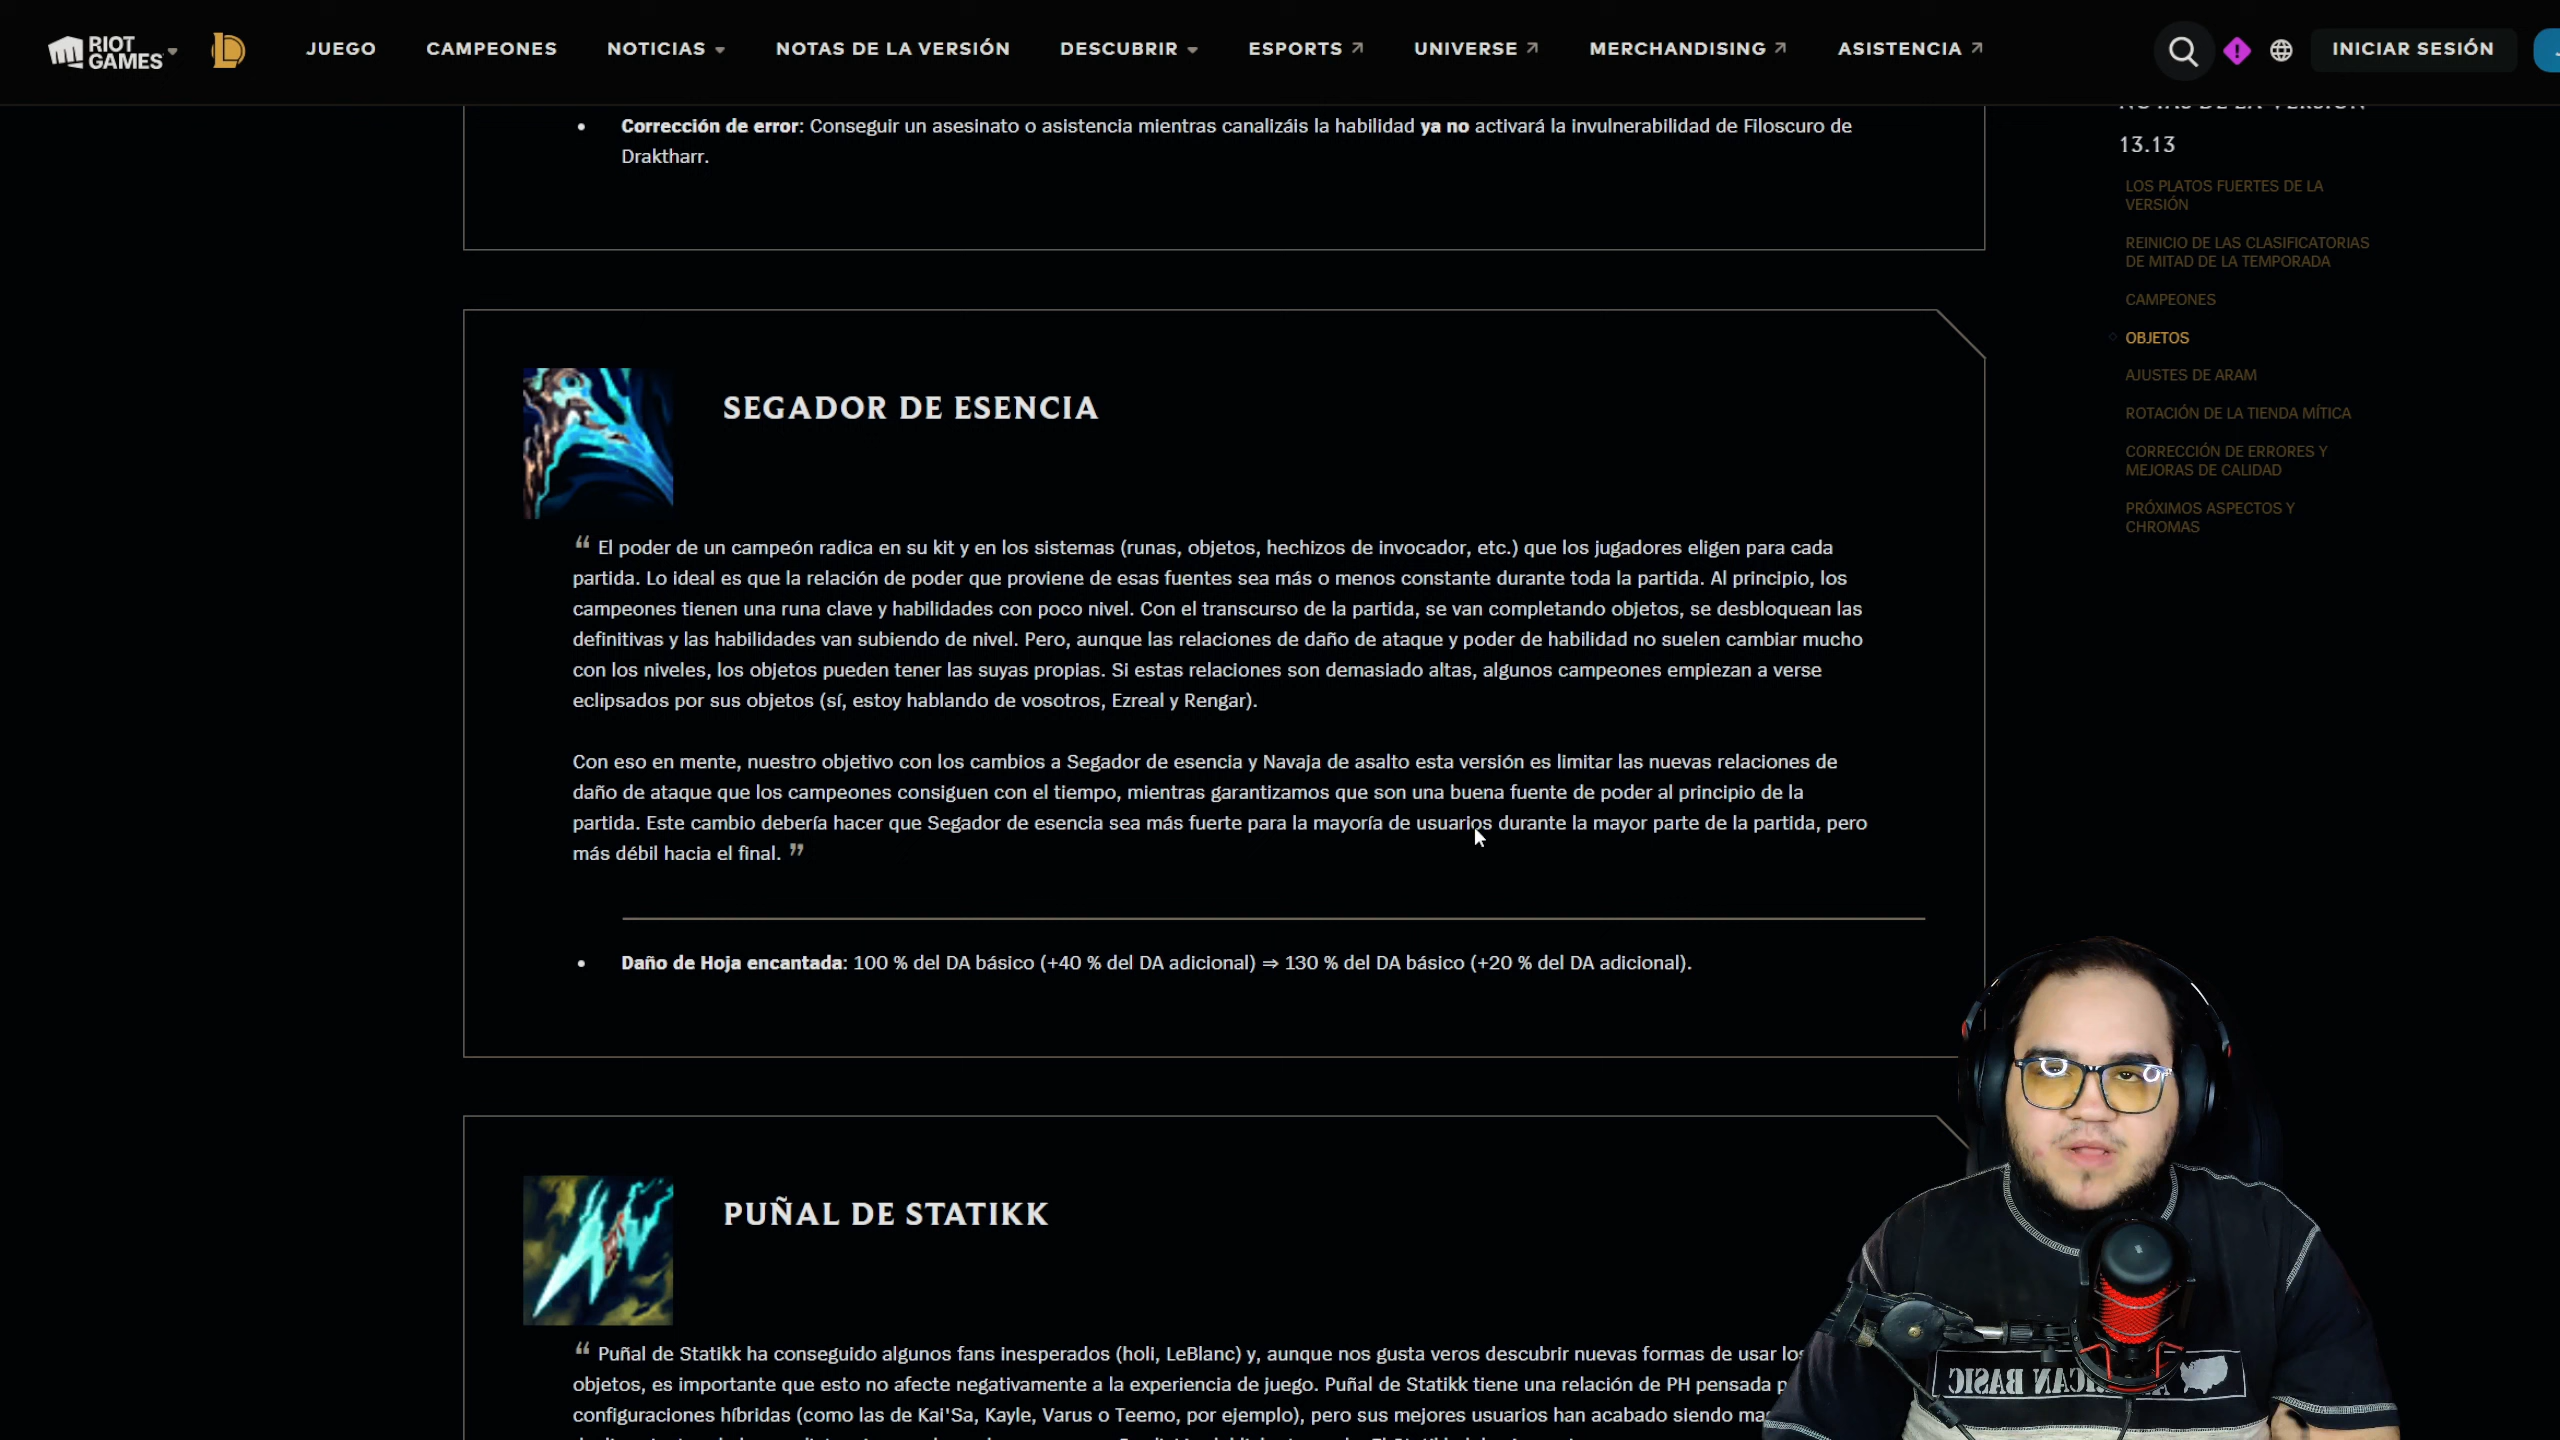 RIOT GAMES
JUEGO CAMPEONES NOTICIAS NOTAS DE LA VERSIÓN DESCUBRIR ESPORTS UNIVERSE MERCHANDISING ASISTENCIA INICIAR SESIÓN
Corrección de error: Conseguir un asesinato o asistencia mientras canalizáis la habilidad ya no activará la invulnerabilidad de Filoscuro de
Draktharr.
NOTAS DE LA VERSIÓN
13.13
LOS PLATOS FUERTES DE LA
VERSIÓN
REINICIO DE LAS CLASIFICATORIAS
DE MITAD DE LA TEMPORADA
CAMPEONES
OBJETOS
AJUSTES DE ARAM
ROTACIÓN DE LA TIENDA MÍTICA
CORRECCIÓN DE ERRORES Y
MEJORAS DE CALIDAD
PRÓXIMOS ASPECTOS Y
CHROMAS
SEGADOR DE ESENCIA
“ El poder de un campeón radica en su kit y en los sistemas (runas, objetos, hechizos de invocador, etc.) que los jugadores eligen para cada
partida. Lo ideal es que la relación de poder que proviene de esas fuentes sea más o menos constante durante toda la partida. Al principio, los
campeones tienen una runa clave y habilidades con poco nivel. Con el transcurso de la partida, se van completando objetos, se desbloquean las
definitivas y las habilidades van subiendo de nivel. Pero, aunque las relaciones de daño de ataque y poder de habilidad no suelen cambiar mucho
con los niveles, los objetos pueden tener las suyas propias. Si estas relaciones son demasiado altas, algunos campeones empiezan a verse
eclipsados por sus objetos (sí, estoy hablando de vosotros, Ezreal y Rengar).
Con eso en mente, nuestro objetivo con los cambios a Segador de esencia y Navaja de asalto esta versión es limitar las nuevas relaciones de
daño de ataque que los campeones consiguen con el tiempo, mientras garantizamos que son una buena fuente de poder al principio de la
partida. Este cambio debería hacer que Segador de esencia sea más fuerte para la mayoría de usuarios durante la mayor parte de la partida, pero
más débil hacia el final. ”
Daño de Hoja encantada: 100 % del DA básico (+40 % del DA adicional) ⇒ 130 % del DA básico (+20 % del DA adicional).
PUÑAL DE STATIKK
“ Puñal de Statikk ha conseguido algunos fans inesperados (holi, LeBlanc) y, aunque nos gusta veros descubrir nuevas formas de usar los
objetos, es importante que esto no afecte negativamente a la experiencia de juego. Puñal de Statikk tiene una relación de PH pensada
configuraciones híbridas (como las de Kai'Sa, Kayle, Varus o Teemo, por ejemplo), pero sus mejores usuarios han acabado siendo